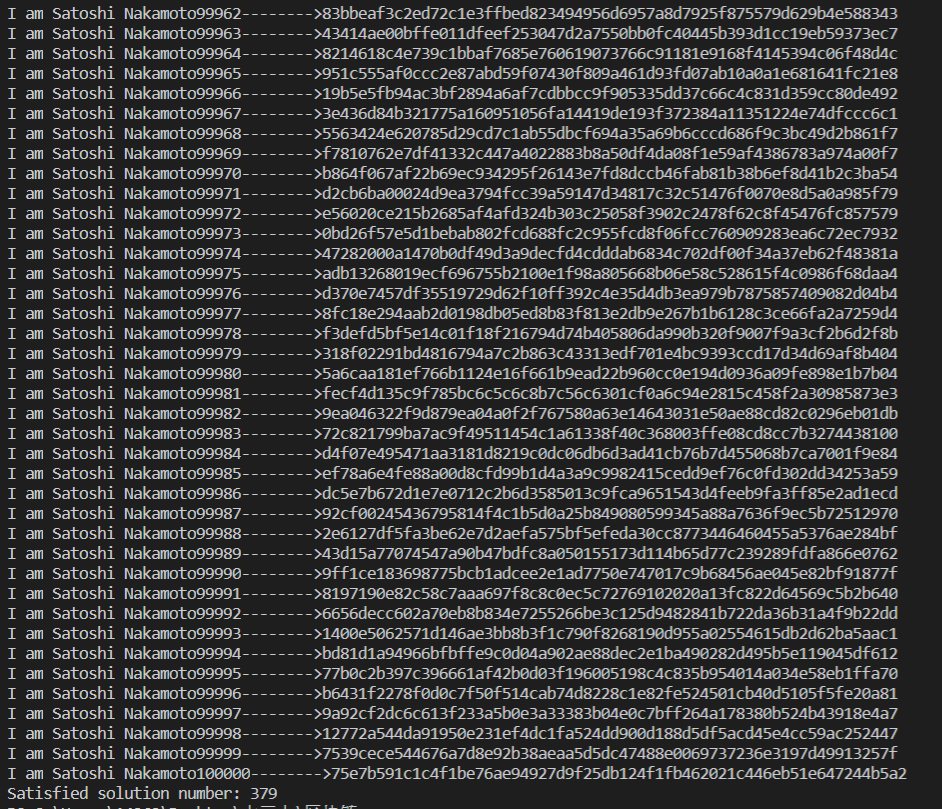 I am Satoshi Nakamoto99962-------->83bbeaf3c2ed72c1e3ffbed823494956d6957a8d7925f875579d629b4e588343
I am Satoshi Nakamoto99963-------->43414ae00bffe011dfeef253047d2a7550bb0fc40445b393d1cc19eb59373ec7
I am Satoshi Nakamoto99964-------->8214618c4e739c1bbaf7685e760619073766c91181e9168f4145394c06f48d4c
I am Satoshi Nakamoto99965-------->951c555af0ccc2e87abd59f07430f809a461d93fd07ab10a0a1e681641fc21e8
I am Satoshi Nakamoto99966-------->19b5e5fb94ac3bf2894a6af7cdbbcc9f905335dd37c66c4c831d359cc80de492
I am Satoshi Nakamoto99967-------->3e436d84b321775a160951056fa14419de193f372384a11351224e74dfccc6c1
I am Satoshi Nakamoto99968-------->5563424e620785d29cd7c1ab55dbcf694a35a69b6cccd686f9c3bc49d2b861f7
I am Satoshi Nakamoto99969-------->f7810762e7df41332c447a4022883b8a50df4da08f1e59af4386783a974a00f7
I am Satoshi Nakamoto99970-------->b864f067af22b69ec934295f26143e7fd8dccb46fab81b38b6ef8d41b2c3ba54
I am Satoshi Nakamoto99971-------->d2cb6ba00024d9ea3794fcc39a59147d34817c32c51476f0070e8d5a0a985f79
I am Satoshi Nakamoto99972-------->e56020ce215b2685af4afd324b303c25058f3902c2478f62c8f45476fc857579
I am Satoshi Nakamoto99973-------->0bd26f57e5d1bebab802fcd688fc2c955fcd8f06fcc760909283ea6c72ec7932
I am Satoshi Nakamoto99974-------->47282000a1470b0df49d3a9decfd4cdddab6834c702df00f34a37eb62f48381a
I am Satoshi Nakamoto99975-------->adb13268019ecf696755b2100e1f98a805668b06e58c528615f4c0986f68daa4
I am Satoshi Nakamoto99976-------->d370e7457df35519729d62f10ff392c4e35d4db3ea979b7875857409082d04b4
I am Satoshi Nakamoto99977-------->8fc18e294aab2d0198db05ed8b83f813e2db9e267b1b6128c3ce66fa2a7259d4
I am Satoshi Nakamoto99978-------->f3defd5bf5e14c01f18f216794d74b405806da990b320f9007f9a3cf2b6d2f8b
I am Satoshi Nakamoto99979-------->318f02291bd4816794a7c2b863c43313edf701e4bc9393ccd17d34d69af8b404
I am Satoshi Nakamoto99980-------->5a6caa181ef766b1124e16f661b9ead22b960cc0e194d0936a09fe898e1b7b04
I am Satoshi Nakamoto99981-------->fecf4d135c9f785bc6c5c6c8b7c56c6301cf0a6c94e2815c458f2a30985873e3
I am Satoshi Nakamoto99982-------->9ea046322f9d879ea04a0f2f767580a63e14643031e50ae88cd82c0296eb01db
I am Satoshi Nakamoto99983-------->72c821799ba7ac9f49511454c1a61338f40c368003ffe08cd8cc7b3274438100
I am Satoshi Nakamoto99984-------->d4f07e495471aa3181d8219c0dc06db6d3ad41cb76b7d455068b7ca7001f9e84
I am Satoshi Nakamoto99985-------->ef78a6e4fe88a00d8cfd99b1d4a3a9c9982415cedd9ef76c0fd302dd34253a59
I am Satoshi Nakamoto99986-------->dc5e7b672d1e7e0712c2b6d3585013c9fca9651543d4feeb9fa3ff85e2ad1ecd
I am Satoshi Nakamoto99987-------->92cf00245436795814f4c1b5d0a25b849080599345a88a7636f9ec5b72512970
I am Satoshi Nakamoto99988-------->2e6127df5fa3be62e7d2aefa575bf5efeda30cc8773446460455a5376ae284bf
I am Satoshi Nakamoto99989-------->43d15a77074547a90b47bdfc8a050155173d114b65d77c239289fdfa866e0762
I am Satoshi Nakamoto99990-------->9ff1ce183698775bcb1adcee2e1ad7750e747017c9b68456ae045e82bf91877f
I am Satoshi Nakamoto99991-------->8197190e82c58c7aaa697f8c8c0ec5c72769102020a13fc822d64569c5b2b640
I am Satoshi Nakamoto99992-------->6656decc602a70eb8b834e7255266be3c125d9482841b722da36b31a4f9b22dd
I am Satoshi Nakamoto99993-------->1400e5062571d146ae3bb8b3f1c790f8268190d955a02554615db2d62ba5aac1
I am Satoshi Nakamoto99994-------->bd81d1a94966bfbffe9c0d04a902ae88dec2e1ba490282d495b5e119045df612
I am Satoshi Nakamoto99995-------->77b0c2b397c396661af42b0d03f196005198c4c835b954014a034e58eb1ffa70
I am Satoshi Nakamoto99996-------->b6431f2278f0d0c7f50f514cab74d8228c1e82fe524501cb40d5105f5fe20a81
I am Satoshi Nakamoto99997-------->9a92cf2dc6c613f233a5b0e3a33383b04e0c7bff264a178380b524b43918e4a7
I am Satoshi Nakamoto99998-------->12772a544da91950e231ef4dc1fa524dd900d188d5df5acd45e4cc59ac252447
I am Satoshi Nakamoto99999-------->7539cece544676a7d8e92b38aeaa5d5dc47488e0069737236e3197d49913257f
I am Satoshi Nakamoto100000-------->75e7b591c1c4f1be76ae94927d9f25db124f1fb462021c446eb51e647244b5a2
Satisfied solution number: 379